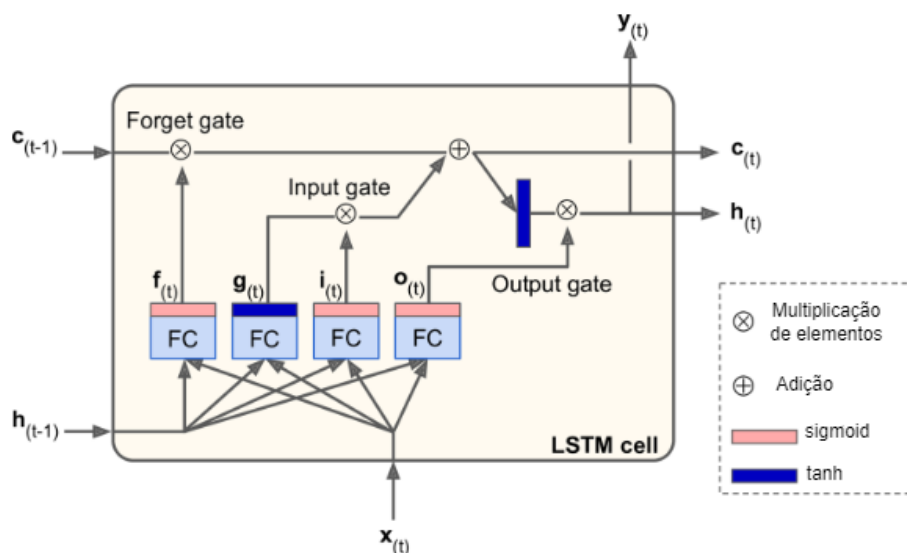 y(t)
Forget gate
c(t-1)
c(t)
Input gate
h(t)
f(t)
g(t)
i(t)
o(t)
Output gate
FC
FC
FC
FC
h(t-1)
LSTM cell
x(t)
Multiplicação
de elementos
Adição
sigmoid
tanh